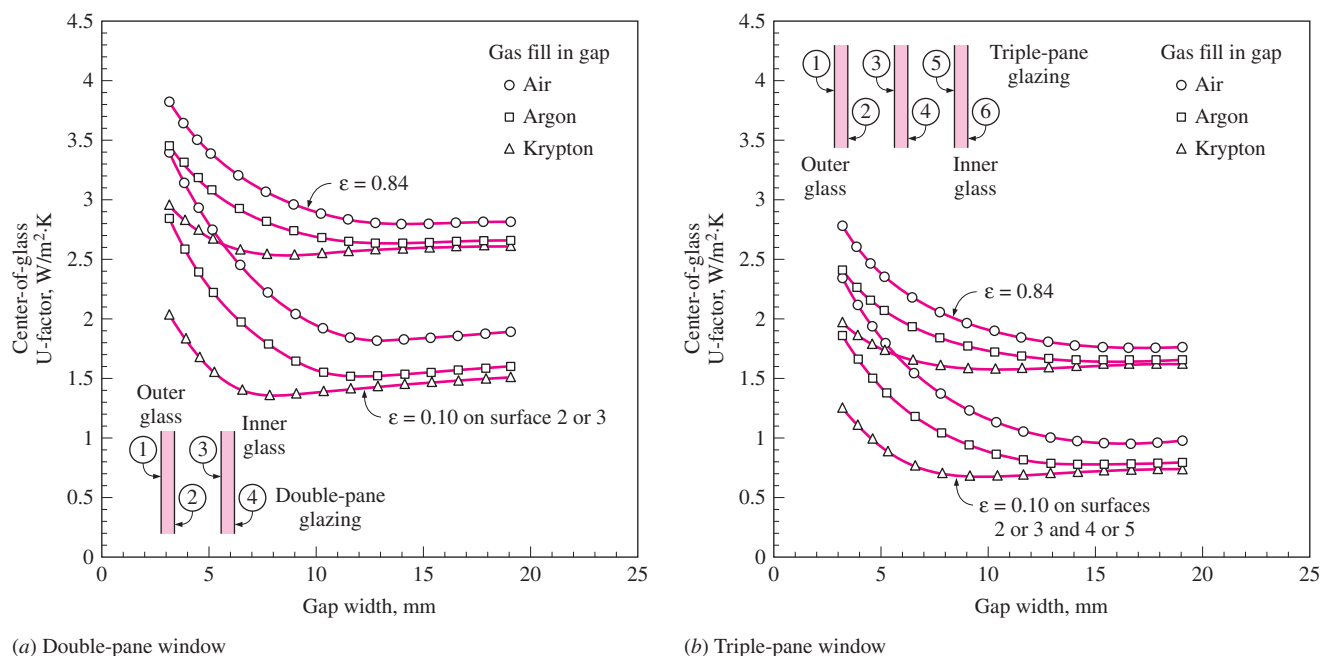 4.5
4
3.5
3
2.5
2
1.5
1
0.5
0
Center-of-glass
U-factor, W/m²·K
Gas fill in gap
Air
Argon
Krypton
ε = 0.84
ε = 0.10 on surface 2 or 3
Outer
glass
Inner
glass
1
3
2
4
Double-pane
glazing
0 5 10 15 20 25
Gap width, mm
(a) Double-pane window
4.5
4
3.5
3
2.5
2
1.5
1
0.5
0
Center-of-glass
U-factor, W/m²·K
1
3
5
Triple-pane
glazing
2
4
6
Outer
glass
Inner
glass
Gas fill in gap
Air
Argon
Krypton
ε = 0.84
ε = 0.10 on surfaces
2 or 3 and 4 or 5
0 5 10 15 20 25
Gap width, mm
(b) Triple-pane window